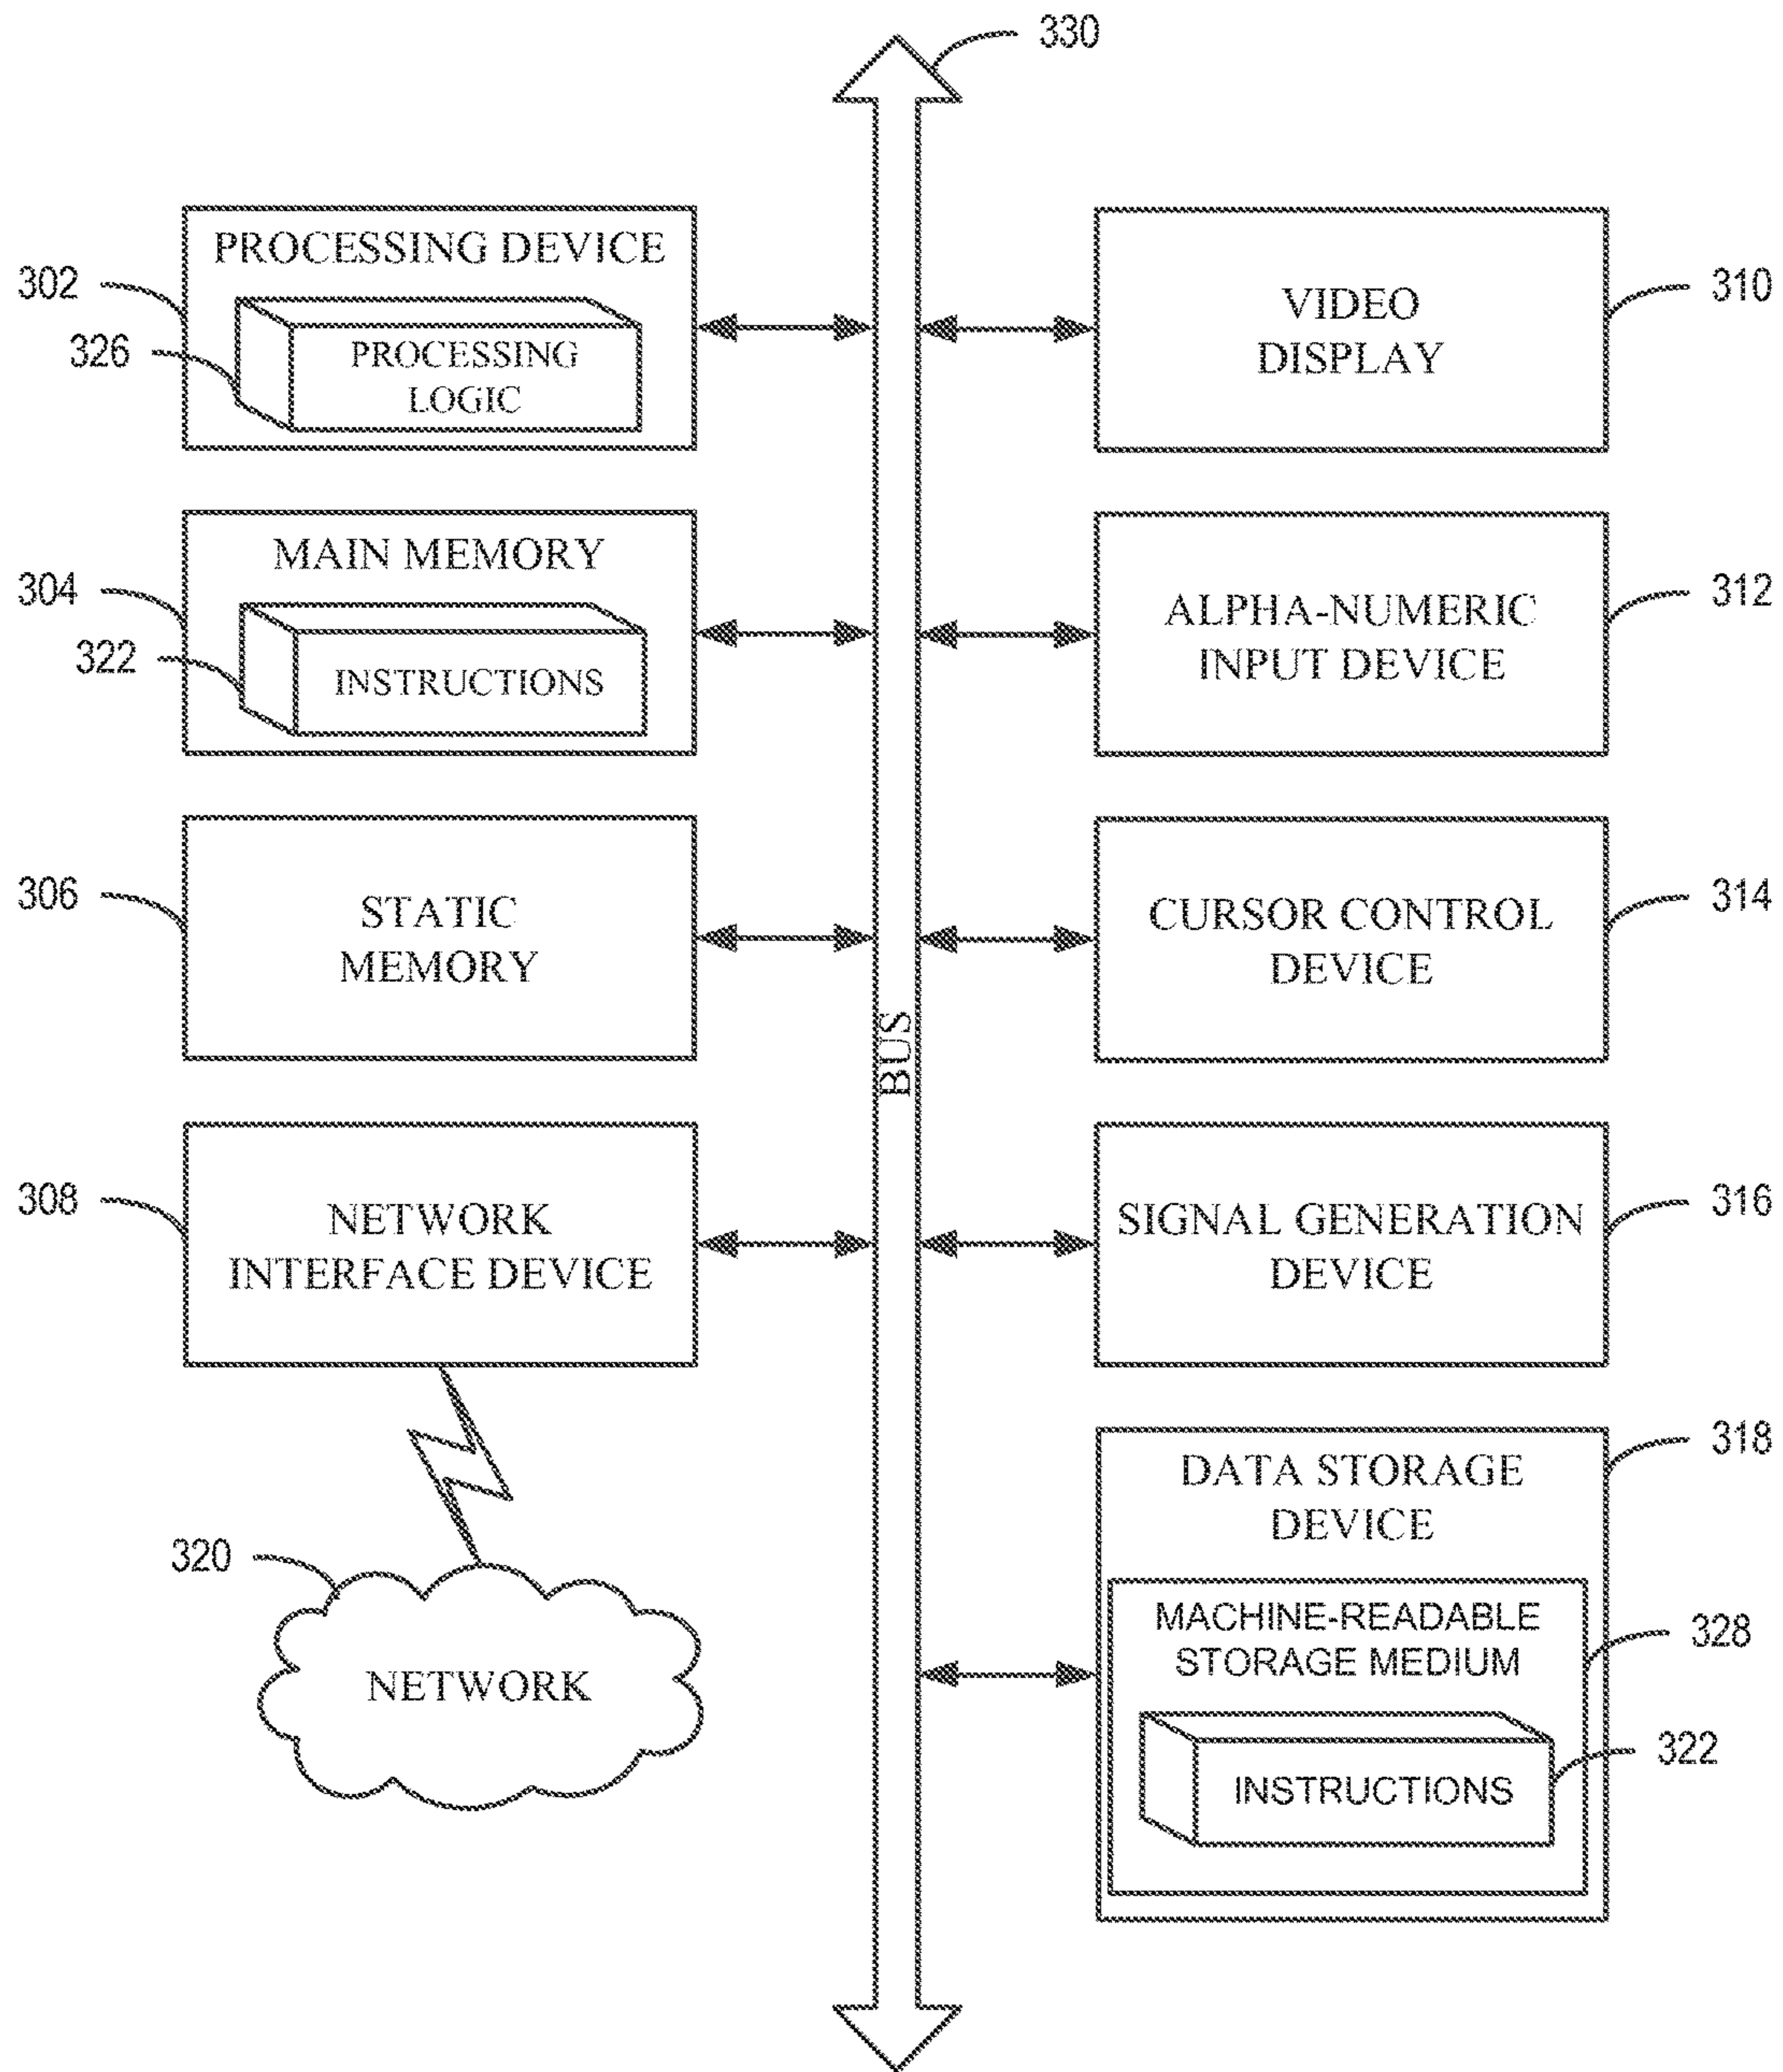 330
PROCESSING DEVICE
302
326
PROCESSING
LOGIC
VIDEO
DISPLAY
310
MAIN MEMORY
304
322
INSTRUCTIONS
ALPHA-NUMERIC
INPUT DEVICE
312
306
STATIC
MEMORY
CURSOR CONTROL
DEVICE
314
BUS
308
NETWORK
INTERFACE DEVICE
SIGNAL GENERATION
DEVICE
316
320
NETWORK
318
DATA STORAGE
DEVICE
MACHINE-READABLE
STORAGE MEDIUM
328
INSTRUCTIONS
322